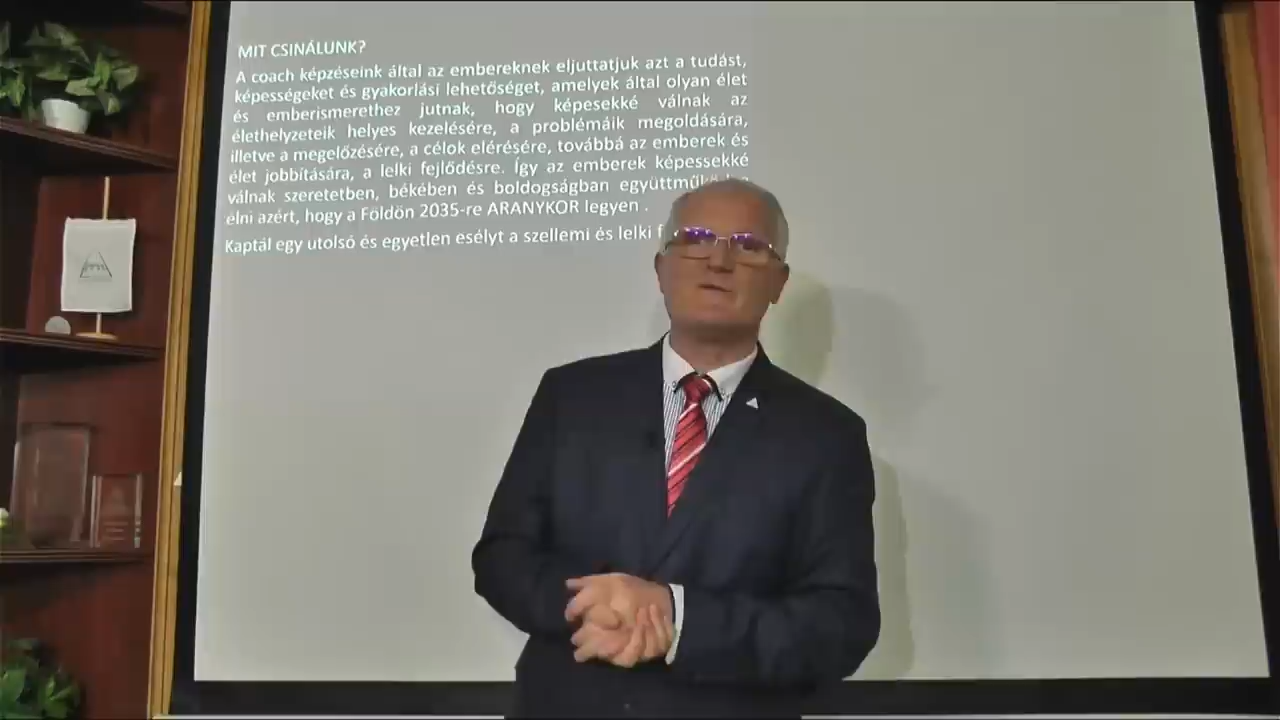 MIT CSINÁLUNK?
A coach képzéseink által az embereknek eljuttatjuk azt a tudást,
képességeket és gyakorlási lehetőséget, amelyek által olyan élet
és emberismerethez jutnak, hogy képesekké válnak az
élethelyzeteik helyes kezelésére, a problémáik megoldására,
illetve a megelőzésére, a célok elérésére, továbbá az emberek és
élet jobbítására, a lelki fejlődésre. Így az emberek képessekké
válnak szeretetben, békében és boldogságban
élni azért, hogy a Földön 2035-re ARANYKOR legyen .
Kaptál egy utolsó és egyetlen esélyt a szellemi és lelki